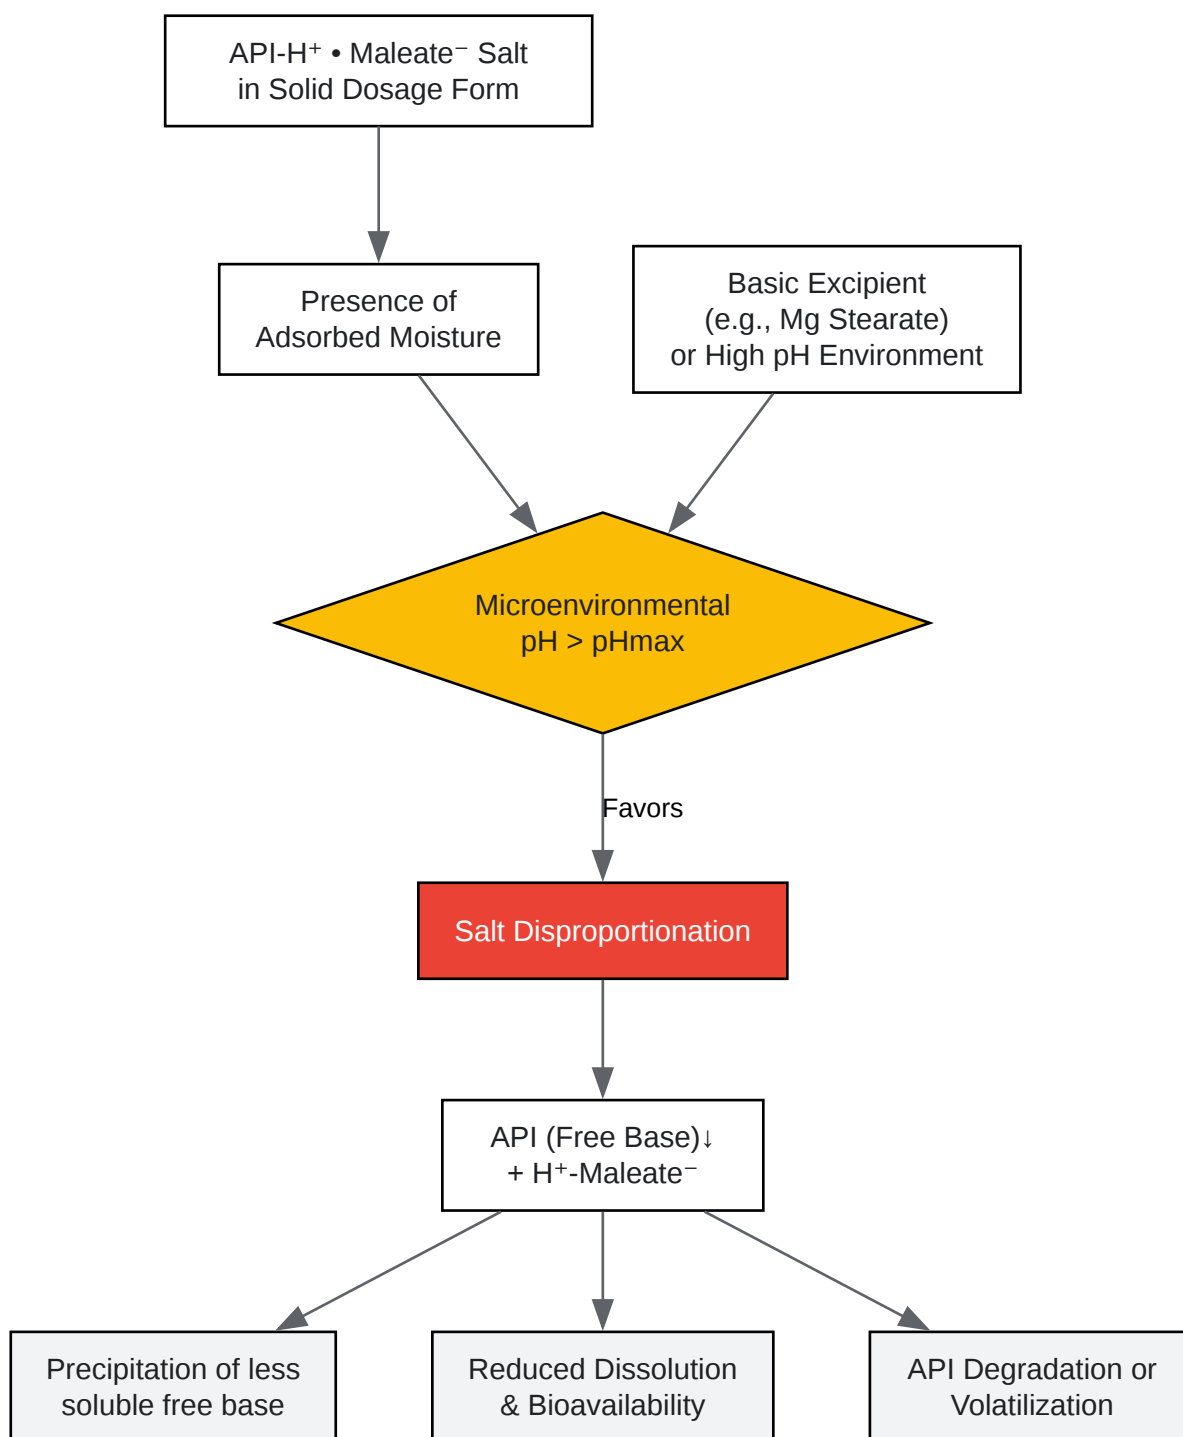 API-H⁺ • Maleate⁻ Salt
in Solid Dosage Form
Presence of
Adsorbed Moisture
Basic Excipient
(e.g., Mg Stearate)
or High pH Environment
Microenvironmental
pH > pHmax
Favors
Salt Disproportionation
API (Free Base)↓
+ H⁺-Maleate⁻
Precipitation of less
soluble free base
Reduced Dissolution
& Bioavailability
API Degradation or
Volatilization